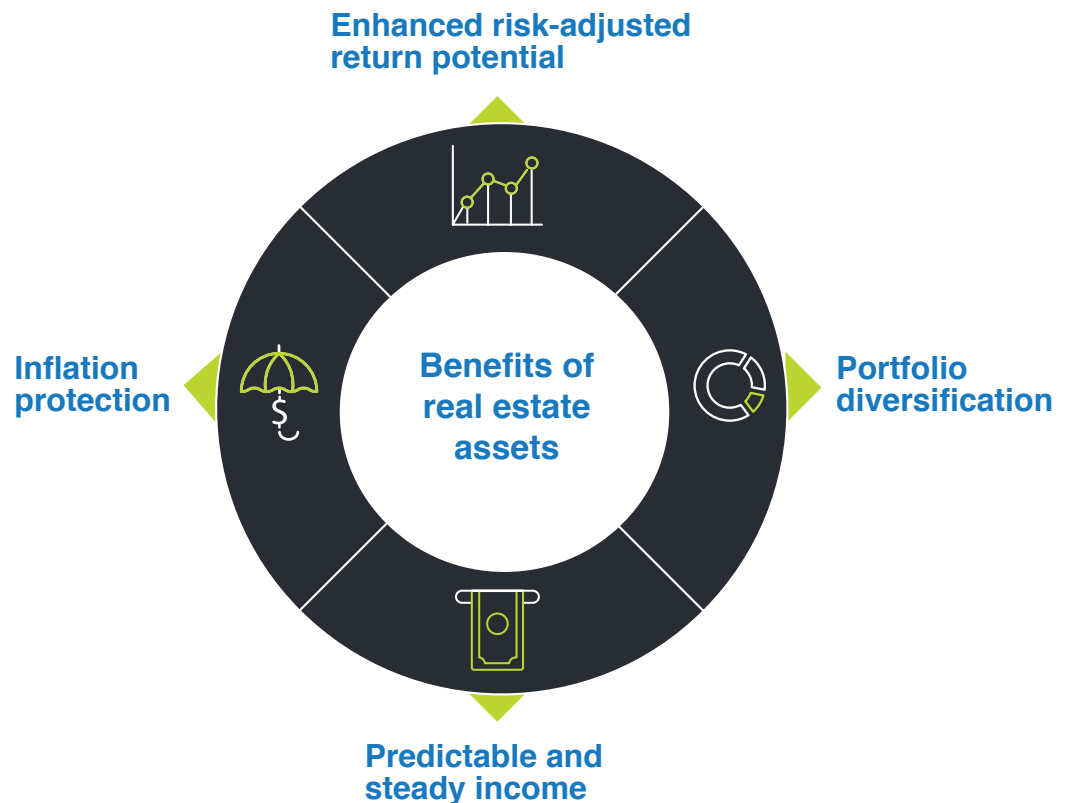 Enhanced risk-adjusted
return potential
Inflation
protection
$
Benefits of
real estate
assets
Portfolio
diversification
Predictable and
steady income